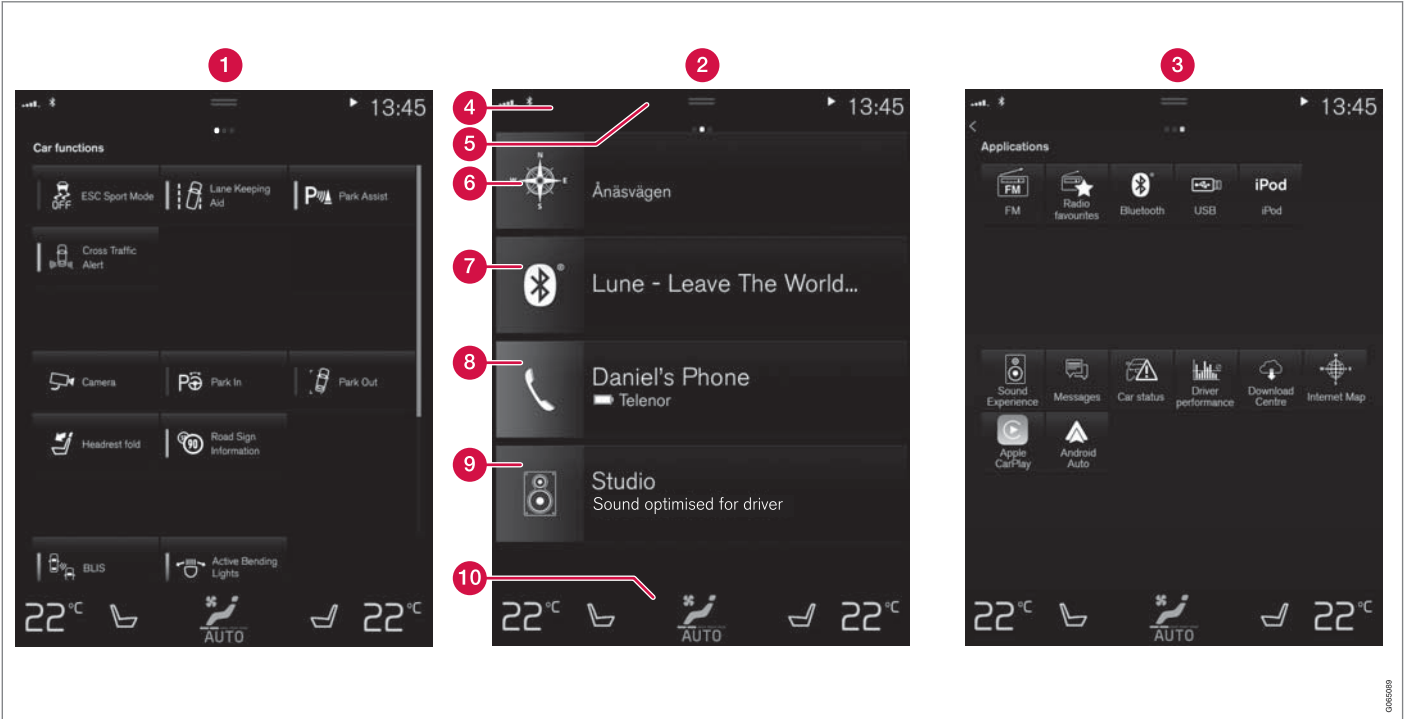 1
2
3
13:45
Car functions
ESC Sport Mode
OFF
Lane Keeping
Aid
P
Park Assist
Cross Traffic
Alert
Camera
P
Park In
Park Out
Headrest fold
90
Road Sign
Information
BLIS
Active Bending
Lights
22°C
AUTO
22°C
4
5
6
7
8
9
10
13:45
N
W
E
S
Ånäsvägen
Lune - Leave The World...
Daniel's Phone
Telenor
Studio
Sound optimised for driver
22°C
AUTO
22°C
13:45
Applications
FM
FM
Radio
favourites
Bluetooth
USB
iPod
iPod
Sound
Experience
Messages
Car status
Driver
performance
Download
Centre
Internet Map
Apple
CarPlay
Android
Auto
22°C
AUTO
22°C
G065089